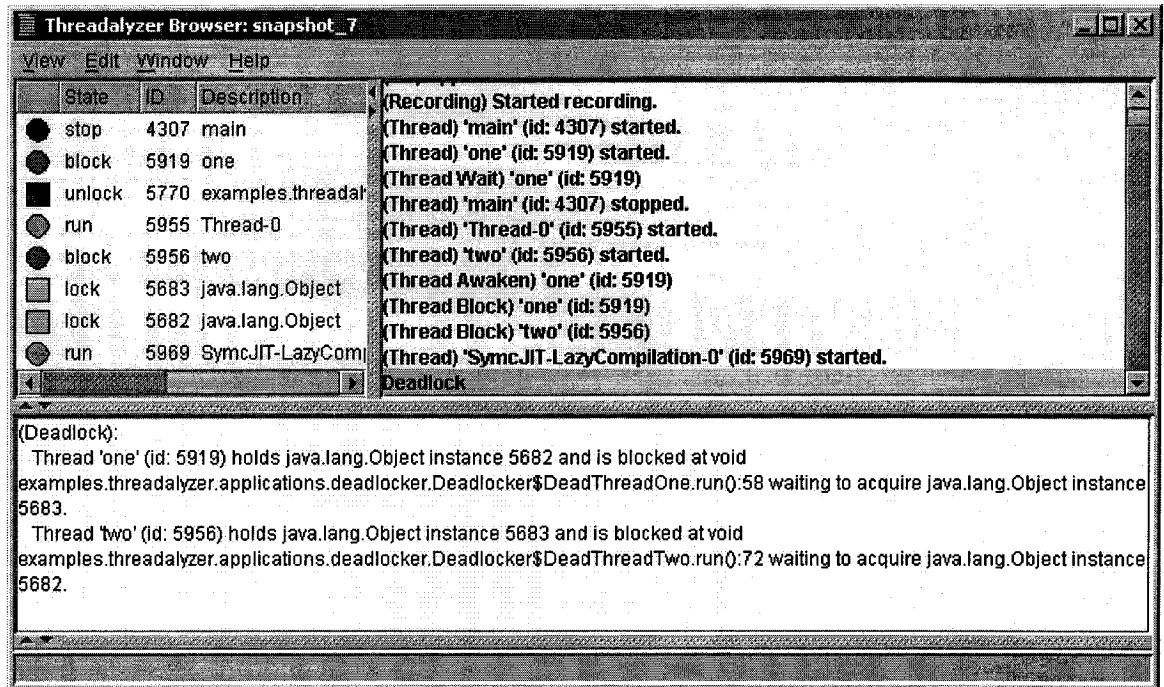 Threadalyzer Browser: snapshot_7
View Edit Window Help
State ID Description
stop 4307 main
block 5919 one
unlock 5770 examples.threadal
run 5955 Thread-0
block 5956 two
lock 5683 java.lang.Object
lock 5682 java.lang.Object
run 5969 SymcJIT-LazyComp
(Recording) Started recording.
(Thread) 'main' (id: 4307) started.
(Thread) 'one' (id: 5919) started.
(Thread Wait) 'one' (id: 5919)
(Thread) 'main' (id: 4307) stopped.
(Thread) 'Thread-0' (id: 5955) started.
(Thread) 'two' (id: 5956) started.
(Thread Awaken) 'one' (id: 5919)
(Thread Block) 'one' (id: 5919)
(Thread Block) 'two' (id: 5956)
(Thread) 'SymcJIT-LazyCompilation-0' (id: 5969) started.
Deadlock
(Deadlock):
Thread 'one' (id: 5919) holds java.lang.Object instance 5682 and is blocked at void
examples.threadalyzer.applications.deadlocker.Deadlocker$DeadThreadOne.run():58 waiting to acquire java.lang.Object instance
5683.
Thread 'two' (id: 5956) holds java.lang.Object instance 5683 and is blocked at void
examples.threadalyzer.applications.deadlocker.Deadlocker$DeadThreadTwo.run():72 waiting to acquire java.lang.Object instance
5682.